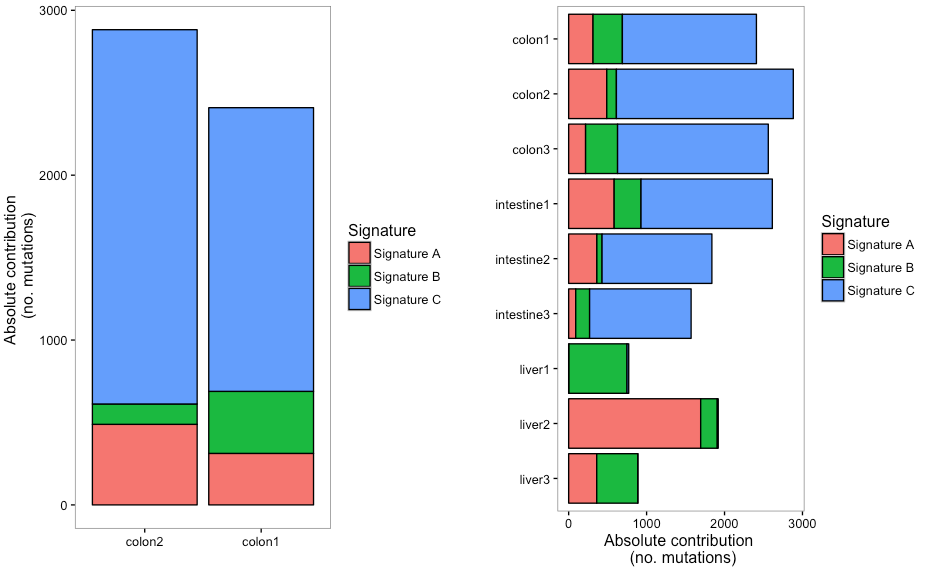 3000
2000
1000
0
Absolute contribution
(no. mutations)
colon2
colon1
Signature
Signature A
Signature B
Signature C
colon1
colon2
colon3
intestine1
intestine2
intestine3
liver1
liver2
liver3
0
1000
2000
3000
Absolute contribution
(no. mutations)
Signature
Signature A
Signature B
Signature C